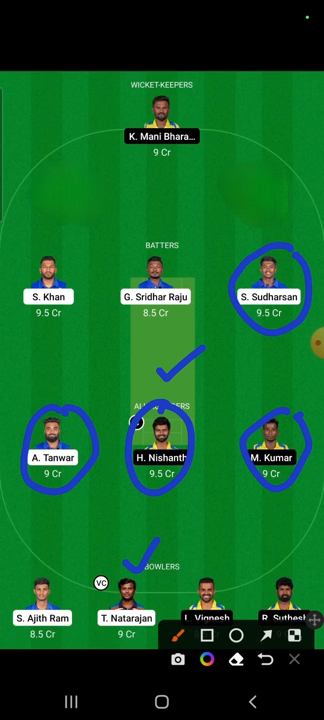 WICKET-KEEPERS
K. Mani Bhara...
9 Cr
BATTERS
S. Khan
G. Sridhar Raju
S. Sudharsan
9.5 Cr
8.5 Cr
9.5 Cr
A. Tanwar
H. Nishanth
M. Kumar
9 Cr
9.5 Cr
9 Cr
BOWLERS
VC
S. Ajith Ram
T. Natarajan
8.5 Cr
9 Cr